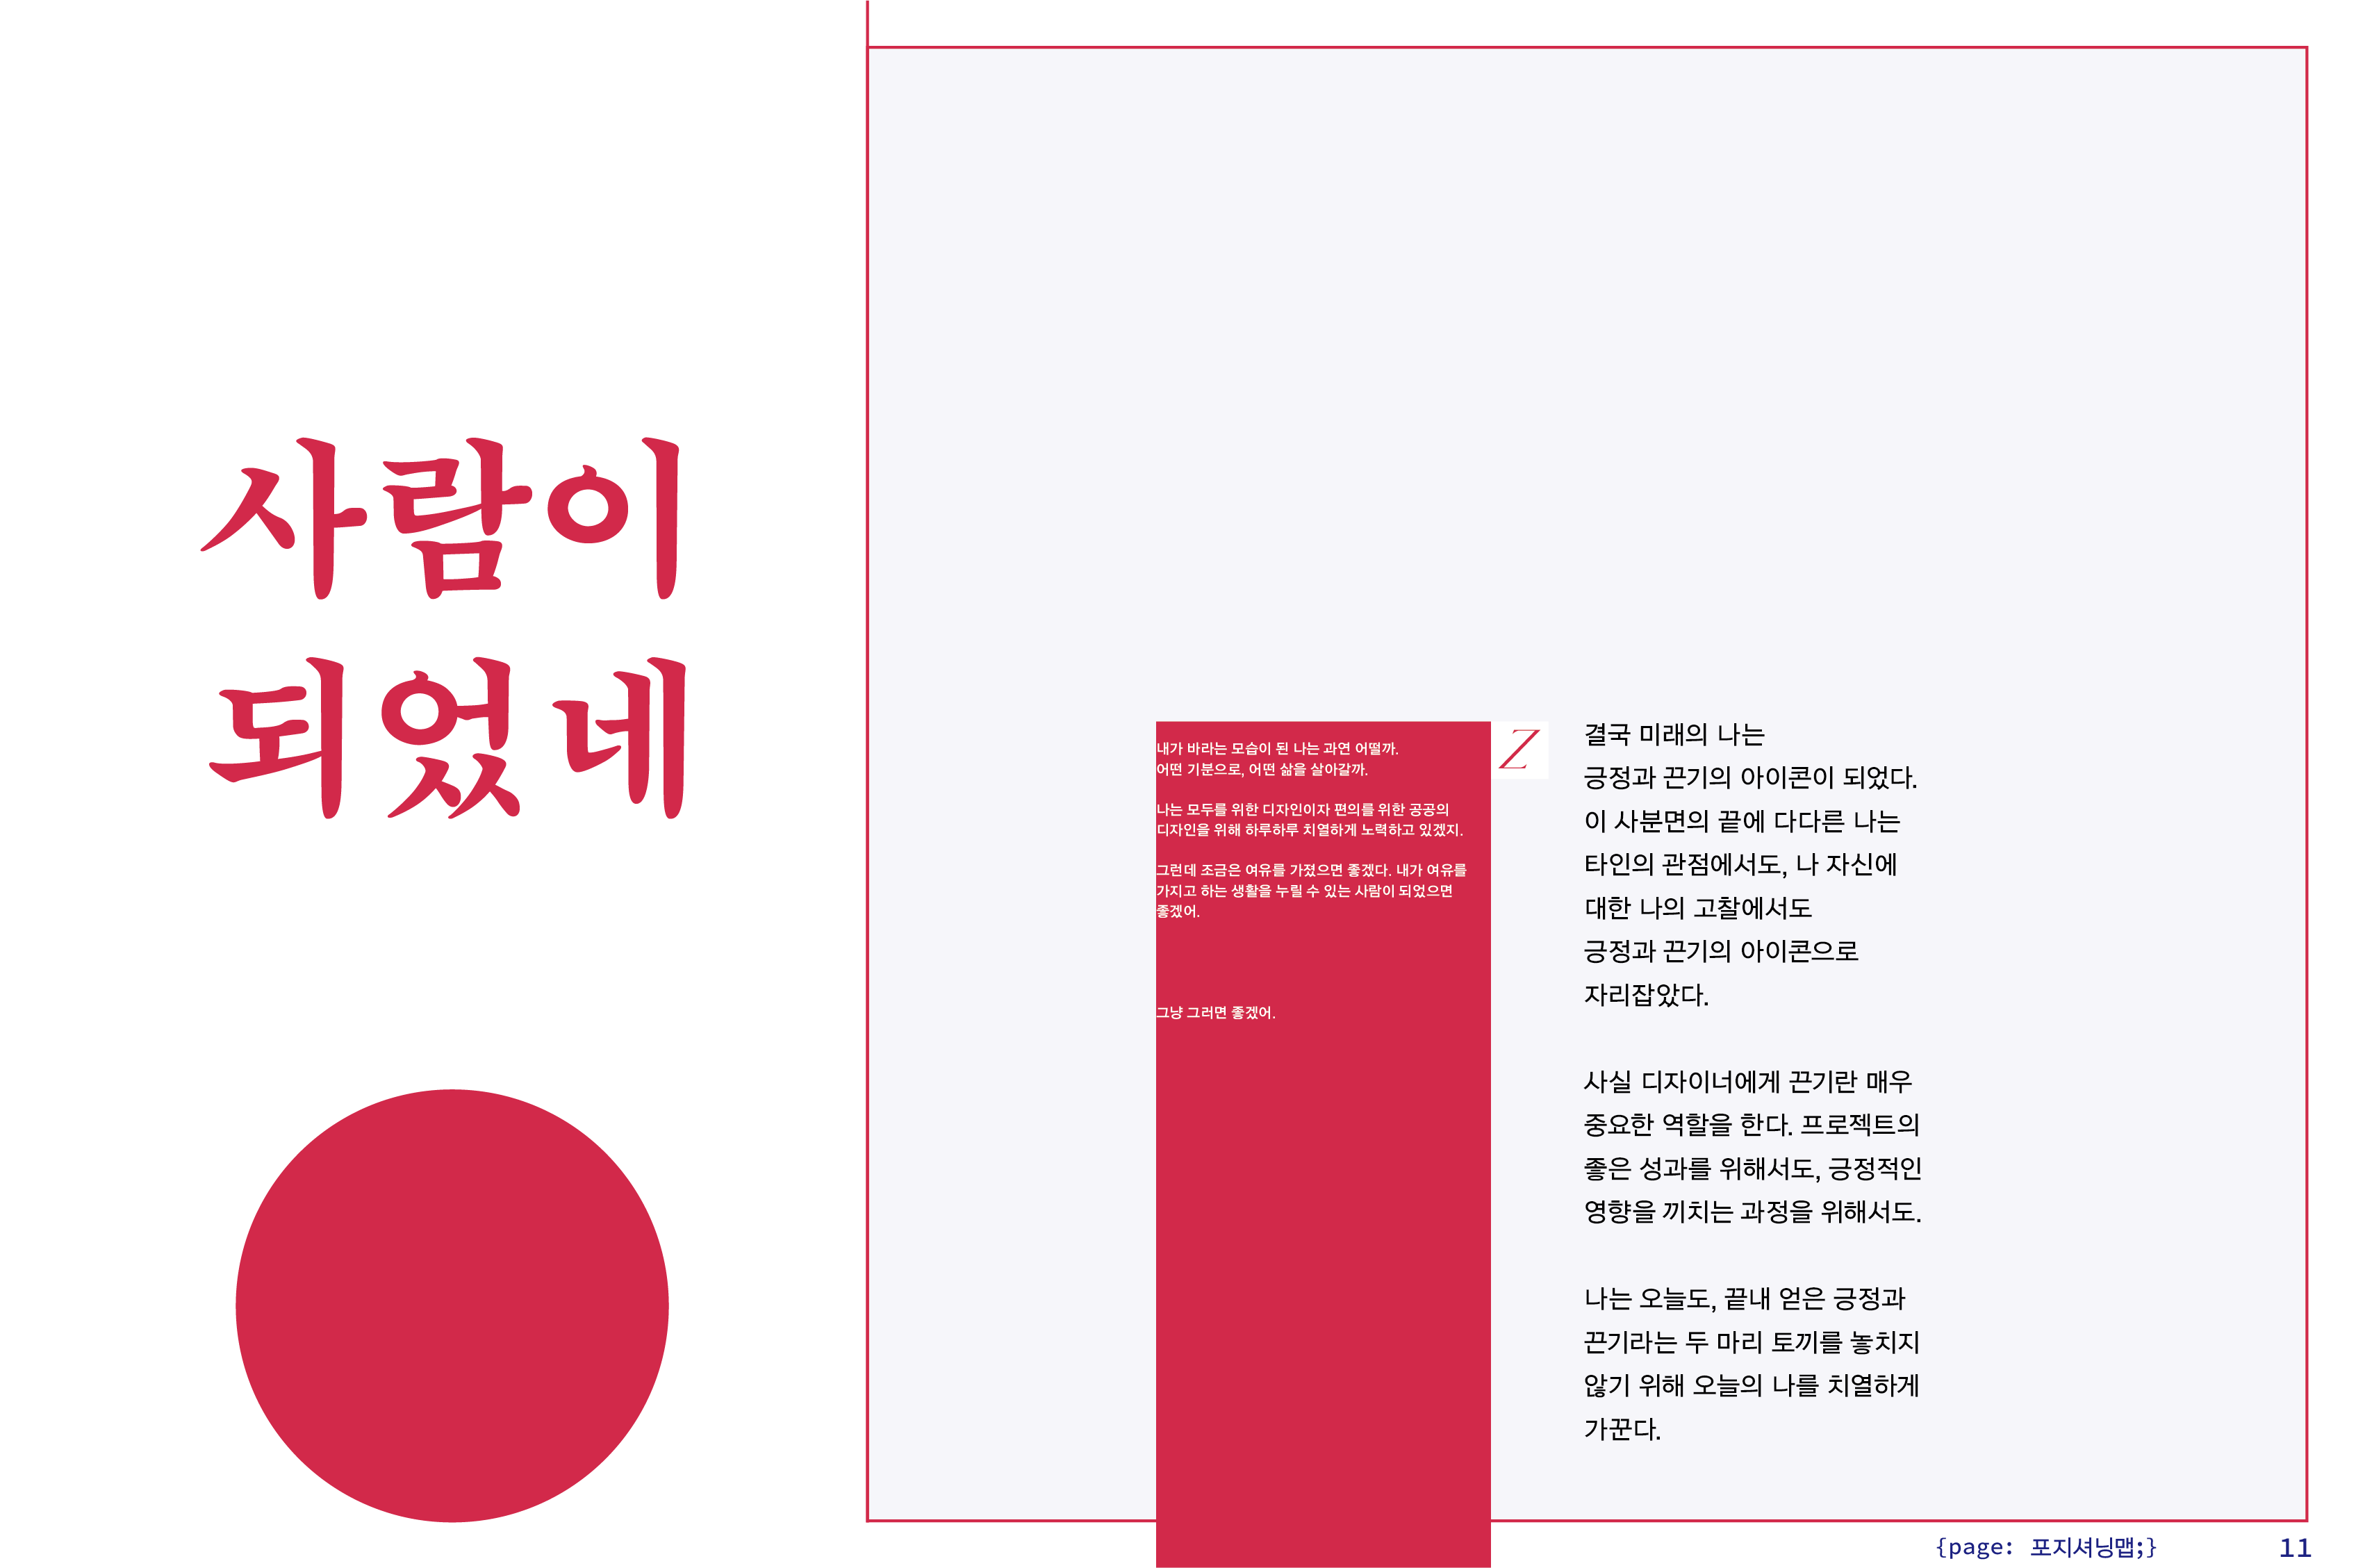 사람이
되었네
내가 바라는 모습이 된 나는 과연 어떨까.
어떤 기분으로, 어떤 삶을 살아갈까.
나는 모두를 위한 디자인이자 편의를 위한 공공의
디자인을 위해 하루하루 치열하게 노력하고 있겠지.
그런데 조금은 여유를 가졌으면 좋겠다. 내가 여유를
가지고 하는 생활을 누릴 수 있는 사람이 되었으면
좋겠어.
그냥 그러면 좋겠어.
Z
결국 미래의 나는
긍정과 끈기의 아이콘이 되었다.
이 사분면의 끝에 다다른 나는
타인의 관점에서도, 나 자신에
대한 나의 고찰에서도
긍정과 끈기의 아이콘으로
자리잡았다.
사실 디자이너에게 끈기란 매우
중요한 역할을 한다. 프로젝트의
좋은 성과를 위해서도, 긍정적인
영향을 끼치는 과정을 위해서도.
나는 오늘도, 끝내 얻은 긍정과
끈기라는 두 마리 토끼를 놓치지
않기 위해 오늘의 나를 치열하게
가꾼다.
{page: 포지셔닝맵;}
11